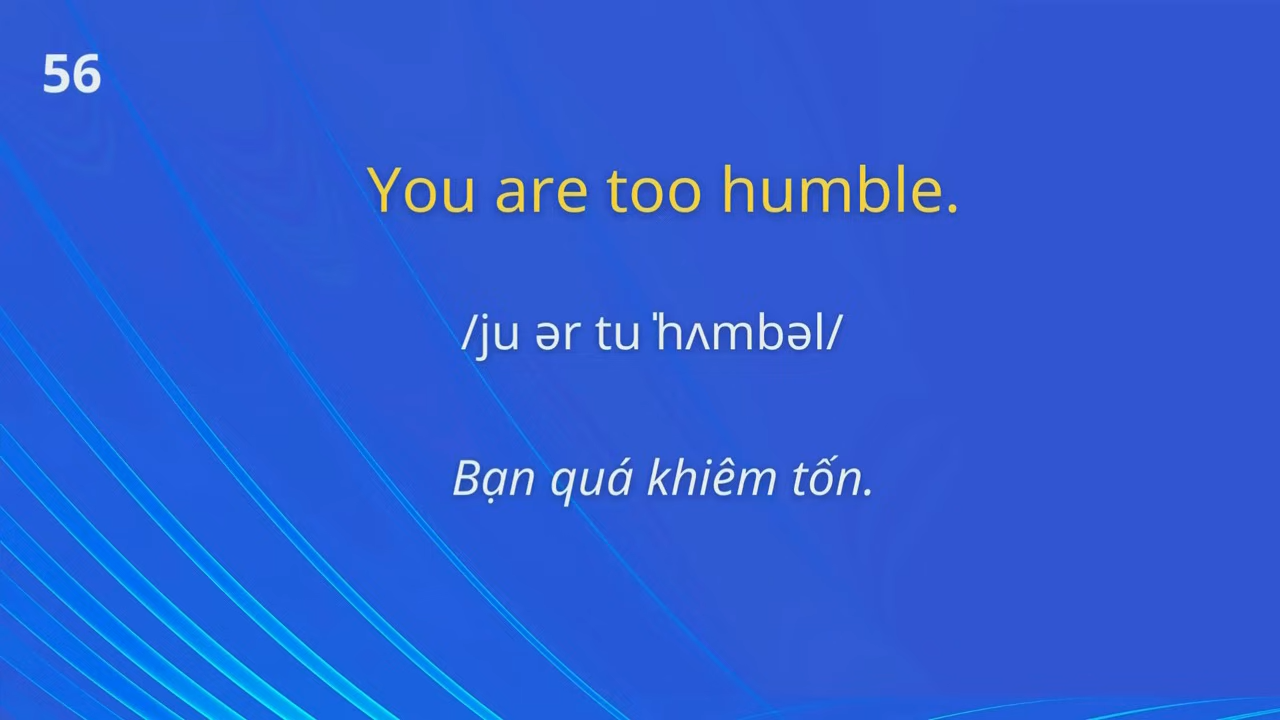 56
You are too humble.
/ju ər tu ˈhʌmbəl/
Bạn quá khiêm tốn.